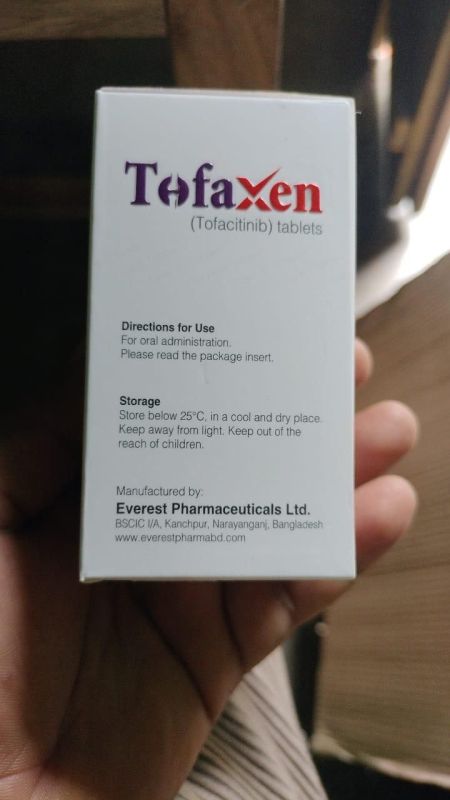 Tofaxen
(Tofacitinib) tablets
Directions for Use
For oral administration.
Please read the package insert.
Storage
Store below 25°C, in a cool and dry place.
Keep away from light. Keep out of the
reach of children.
Manufactured by:
Everest Pharmaceuticals Ltd.
BSCIC I/A, Kanchpur, Narayanganj, Bangladesh
www.everestpharmabd.com